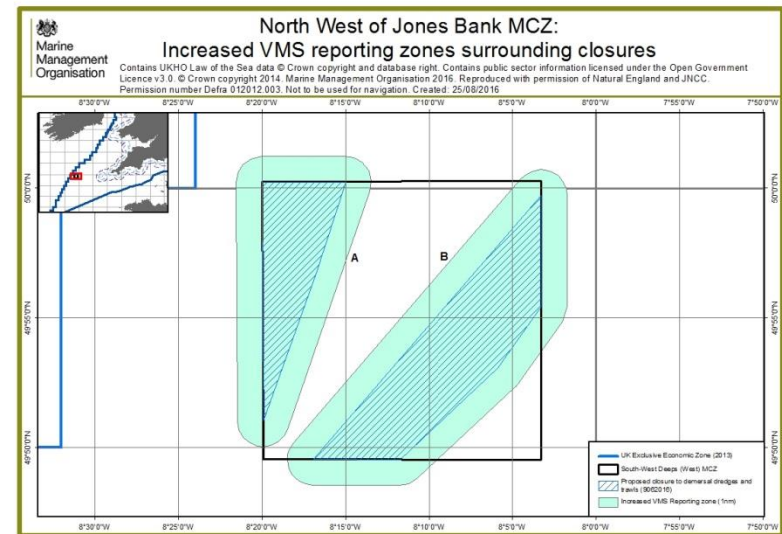 North West of Jones Bank MCZ:
Increased VMS reporting zones surrounding closures
Marine
Management
Organisation
Contains UKHO Law of the Sea data © Crown copyright and database right. Contains public sector information licensed under the Open Government
Licence v3.0. © Crown copyright 2014. Marine Management Organisation 2016. Reproduced with permission of Natural England and JNCC.
Permission number Defra 012012.003. Not to be used for navigation. Created: 25/08/2016
8°30'0"W 8°25'0"W 8°20'0"W 8°15'0"W 8°10'0"W 8°5'0"W 8°0'0"W 7°55'0"W 7°50'0"W
50°0'0"N 50°0'0"N
A B
49°55'0"N 49°55'0"N
49°50'0"N 49°50'0"N
UK Exclusive Economic Zone (2013)
South-West Deeps (West) MCZ
Proposed closure to demersal dredges and
trawls (9062016)
Increased VMS Reporting zone (1nm)
8°30'0"W 8°25'0"W 8°20'0"W 8°15'0"W 8°10'0"W 8°5'0"W 8°0'0"W 7°55'0"W 7°50'0"W